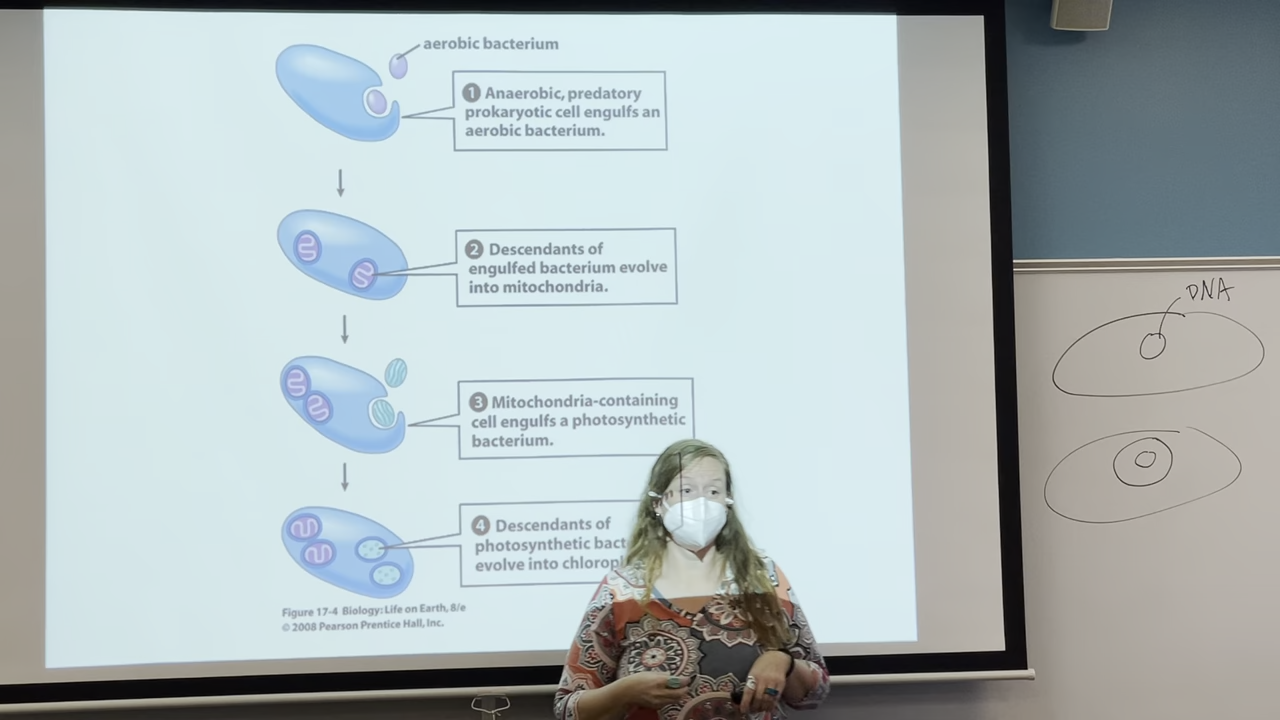 aerobic bacterium
1 Anaerobic, predatory
prokaryotic cell engulfs an
aerobic bacterium.
2 Descendants of
engulfed bacterium evolve
into mitochondria.
3 Mitochondria-containing
cell engulfs a photosynthetic
bacterium.
4 Descendants of
photosynthetic bact
evolve into chlorop
Figure 17-4 Biology: Life on Earth, 8/e
© 2008 Pearson Prentice Hall, Inc.
DNA